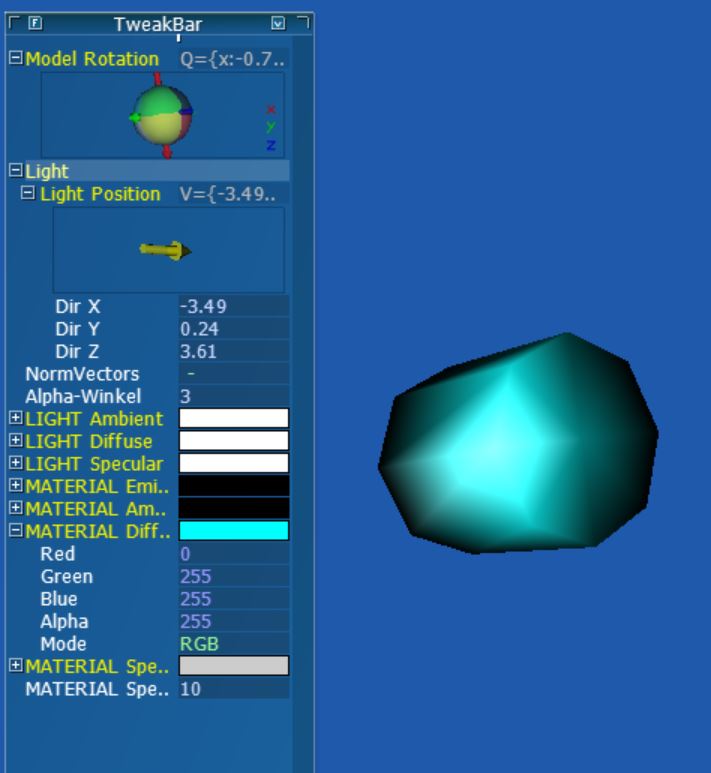 F TweakBar V
Model Rotation Q={x:-0.7..
x
y
z
Light
Light Position V={-3.49..
Dir X -3.49
Dir Y 0.24
Dir Z 3.61
NormVectors -
Alpha-Winkel 3
LIGHT Ambient
LIGHT Diffuse
LIGHT Specular
MATERIAL Emi..
MATERIAL Am..
MATERIAL Diff..
Red 0
Green 255
Blue 255
Alpha 255
Mode RGB
MATERIAL Spe..
MATERIAL Spe.. 10